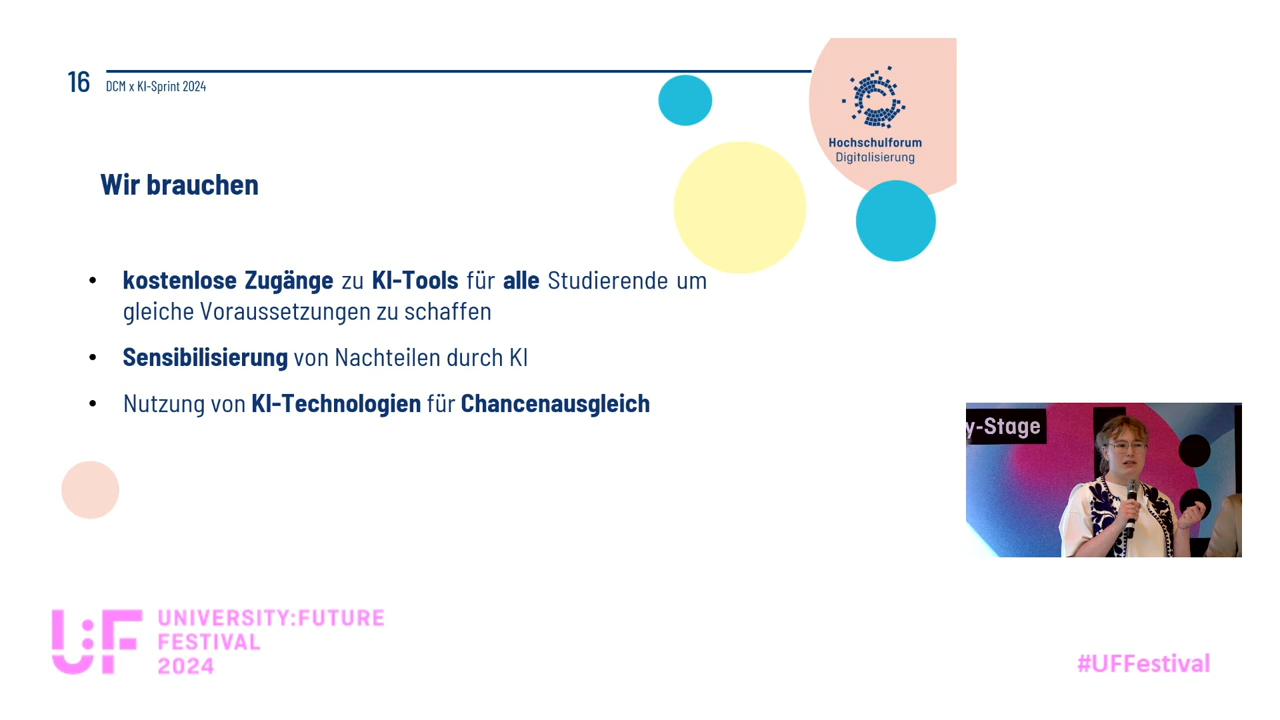 16
DCM x KI-Sprint 2024
Hochschulforum
Digitalisierung
Wir brauchen
• kostenlose Zugänge zu KI-Tools für alle Studierende um
gleiche Voraussetzungen zu schaffen
• Sensibilisierung von Nachteilen durch KI
• Nutzung von KI-Technologien für Chancenausgleich
y-Stage
U:F
UNIVERSITY:FUTURE
FESTIVAL
2024
#UFFestival